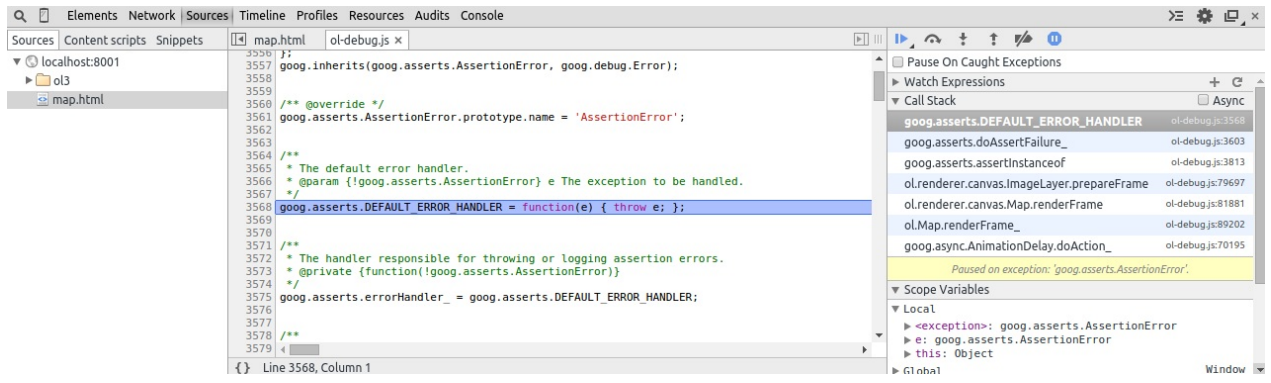 Elements Network Sources Timeline Profiles Resources Audits Console
Sources Content scripts Snippets
localhost:8001
ol3
map.html
map.html ol-debug.js ×
3556 };
3557 goog.inherits(goog.asserts.AssertionError, goog.debug.Error);
3558
3559
3560 /** @override */
3561 goog.asserts.AssertionError.prototype.name = 'AssertionError';
3562
3563
3564 /**
3565 * The default error handler.
3566 * @param {!goog.asserts.AssertionError} e The exception to be handled.
3567 */
3568 goog.asserts.DEFAULT_ERROR_HANDLER = function(e) { throw e; };
3569
3570
3571 /**
3572 * The handler responsible for throwing or logging assertion errors.
3573 * @private {function(!goog.asserts.AssertionError)}
3574 */
3575 goog.asserts.errorHandler_ = goog.asserts.DEFAULT_ERROR_HANDLER;
3576
3577
3578 /**
3579
{} Line 3568, Column 1
Pause On Caught Exceptions
Watch Expressions
Call Stack Async
goog.asserts.DEFAULT_ERROR_HANDLER ol-debug.js:3568
goog.asserts.doAssertFailure_ ol-debug.js:3603
goog.asserts.assertInstanceof ol-debug.js:3813
ol.renderer.canvas.ImageLayer.prepareFrame ol-debug.js:79697
ol.renderer.canvas.Map.renderFrame ol-debug.js:81881
ol.Map.renderFrame_ ol-debug.js:89202
goog.async.AnimationDelay.doAction_ ol-debug.js:70195
Paused on exception: 'goog.asserts.AssertionError'.
Scope Variables
Local
<exception>: goog.asserts.AssertionError
e: goog.asserts.AssertionError
this: Object
Global Window